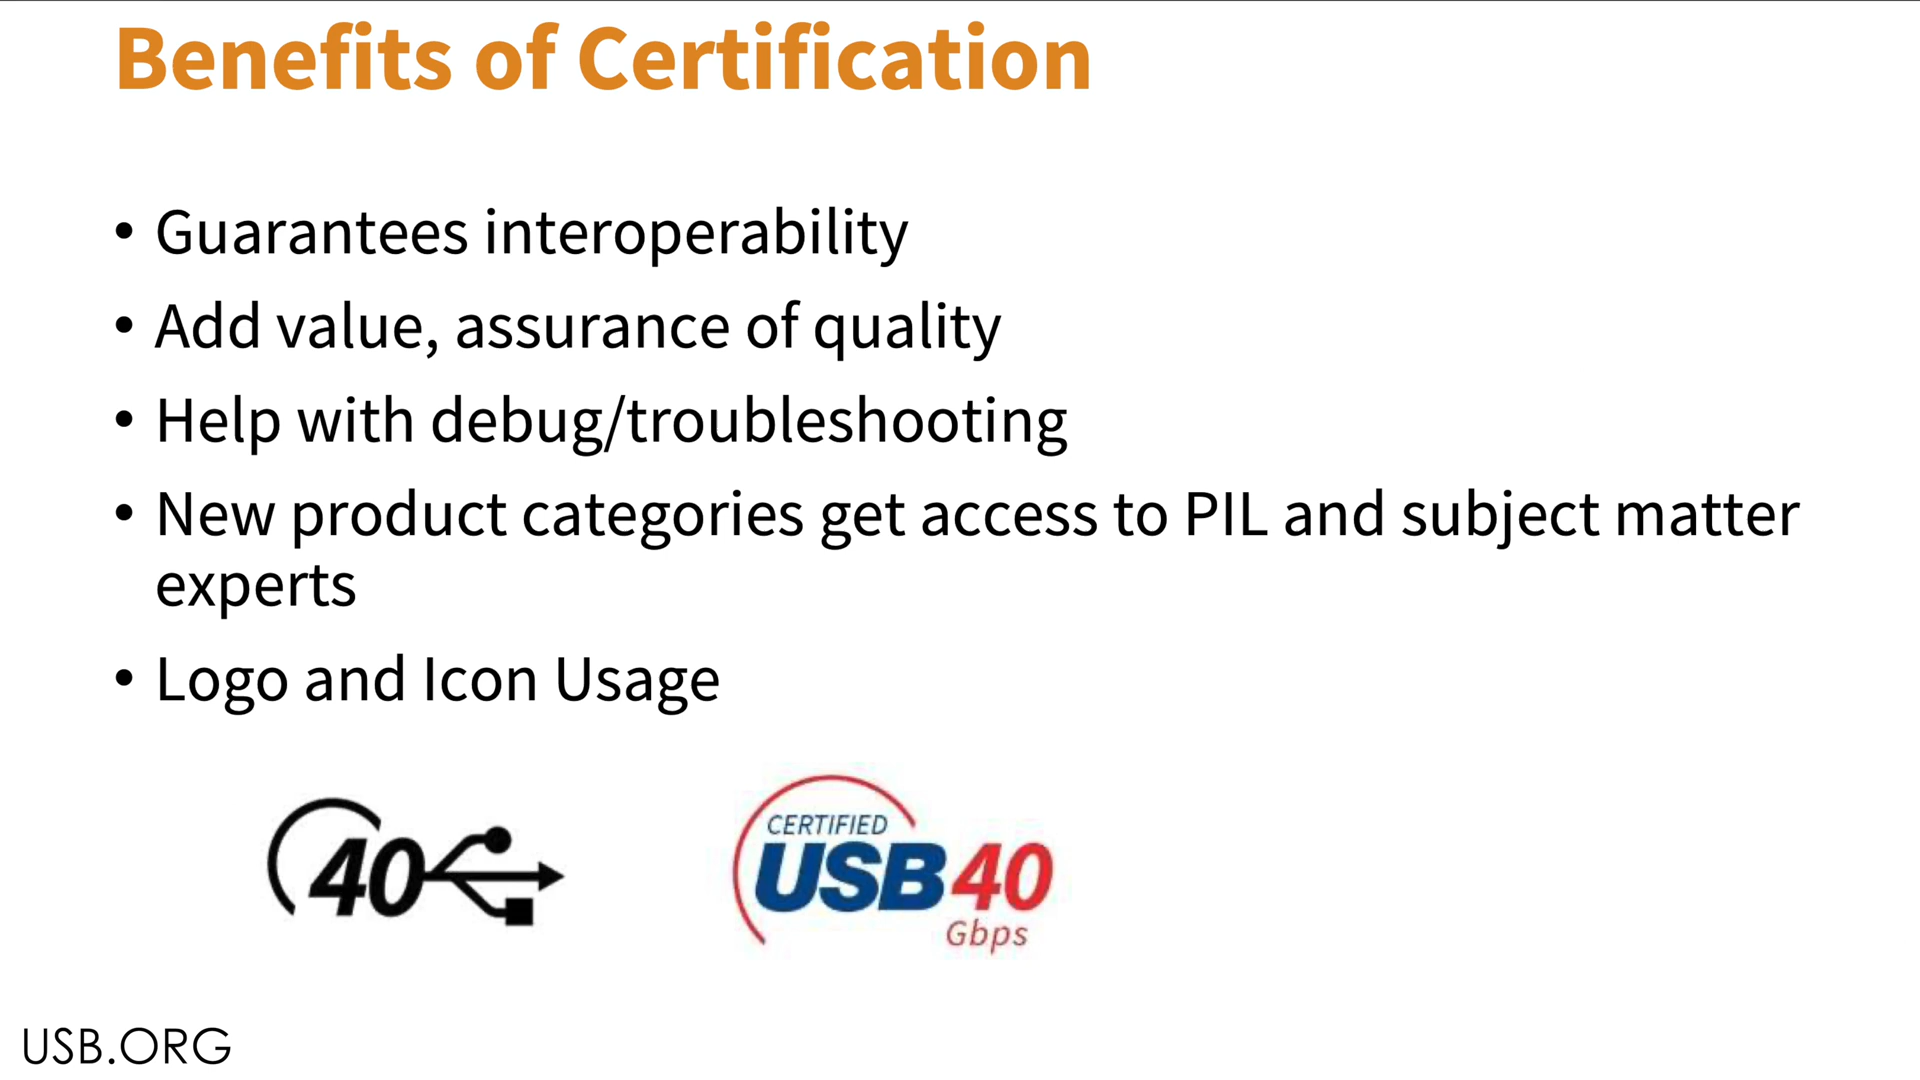 Benefits of Certification
• Guarantees interoperability
• Add value, assurance of quality
• Help with debug/troubleshooting
• New product categories get access to PIL and subject matter
experts
• Logo and Icon Usage
40
CERTIFIED
USB 40
Gbps
USB.ORG